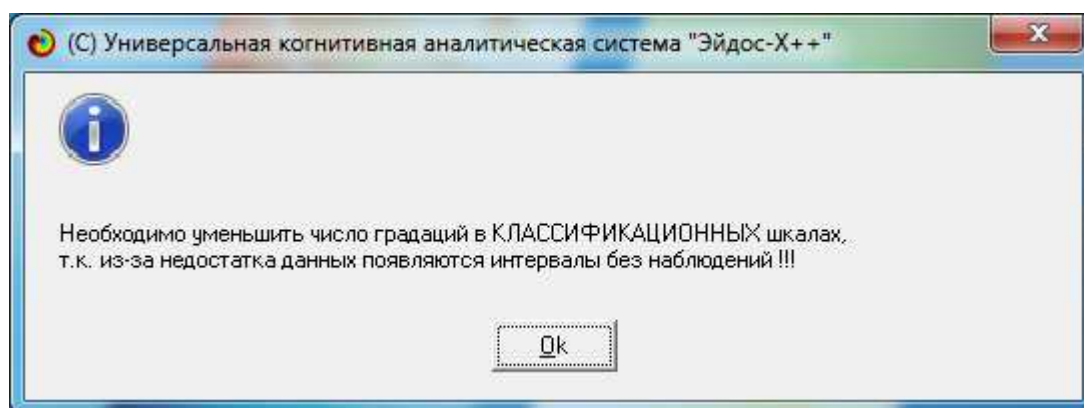 (С) Универсальная когнитивная аналитическая система "Эйдос-Х++"
Необходимо уменьшить число градаций в КЛАССИФИКАЦИОННЫХ шкалах,
т.к. из-за недостатка данных появляются интервалы без наблюдений !!!
Ok